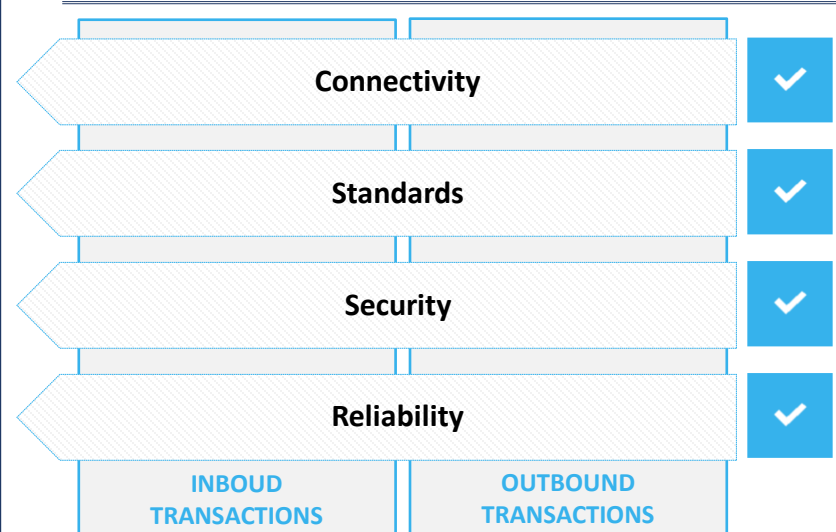 Connectivity
Standards
Security
Reliability
INBOUD
TRANSACTIONS
OUTBOUND
TRANSACTIONS